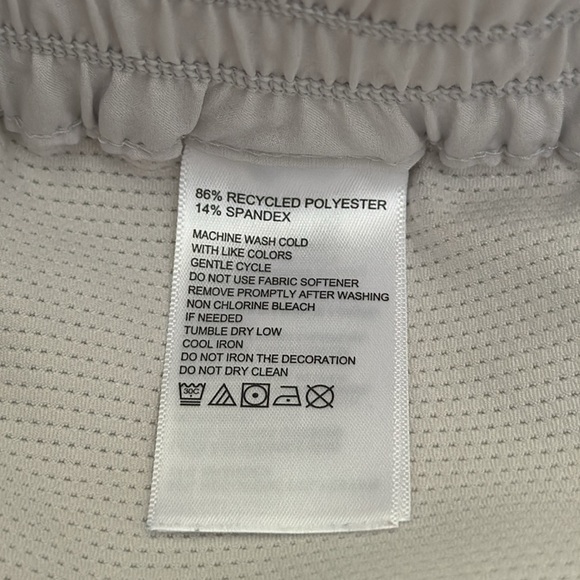 86% RECYCLED POLYESTER
14% SPANDEX
MACHINE WASH COLD
WITH LIKE COLORS
GENTLE CYCLE
DO NOT USE FABRIC SOFTENER
REMOVE PROMPTLY AFTER WASHING
NON CHLORINE BLEACH
IF NEEDED
TUMBLE DRY LOW
COOL IRON
DO NOT IRON THE DECORATION
DO NOT DRY CLEAN
30C